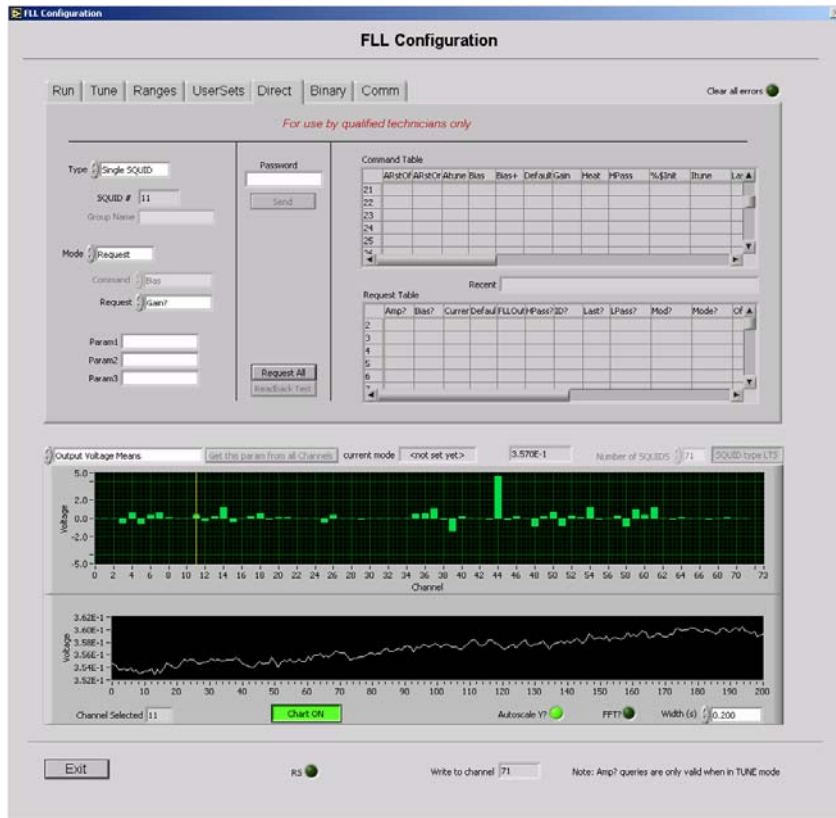 FLL Configuration
FLL Configuration
Run Tune Ranges UserSets Direct Binary Comm
Clear all errors
For use by qualified technicians only
Type Single SQUID
SQUID # 11
Group Name
Mode Request
Command Bias
Request Gain?
Param1
Param2
Param3
Password
Send
Request All
Readback Test
Command Table
ARstOf ARstOr Atune Bias Bias+ Default Gain Heat HPass %$Init Itune
21
22
23
24
25
Recent
Request Table
Amp? Bias? Currer Defaul FLLOut HPass? ID? Last? LPass? Mod? Mode? Of
2
3
4
5
6
Output Voltage Means
Get this param from all Channels
current mode <not set yet>
3.570E-1
Number of SQUIDS 71
SQUID type LTS
Voltage
5.0
2.0
0.0
-2.0
-5.0
0 2 4 6 8 10 12 14 16 18 20 22 24 26 28 30 32 34 36 38 40 42 44 46 48 50 52 54 56 58 60 62 64 66 68 70 73
Channel
Voltage
3.62E-1
3.60E-1
3.58E-1
3.56E-1
3.54E-1
3.52E-1
0 10 20 30 40 50 60 70 80 90 100 110 120 130 140 150 160 170 180 190 200
Channel Selected 11
Chart ON
Autoscale Y?
FFT?
Width (s) 0.200
Exit
RS
Write to channel 71
Note: Amp? queries are only valid when in TUNE mode